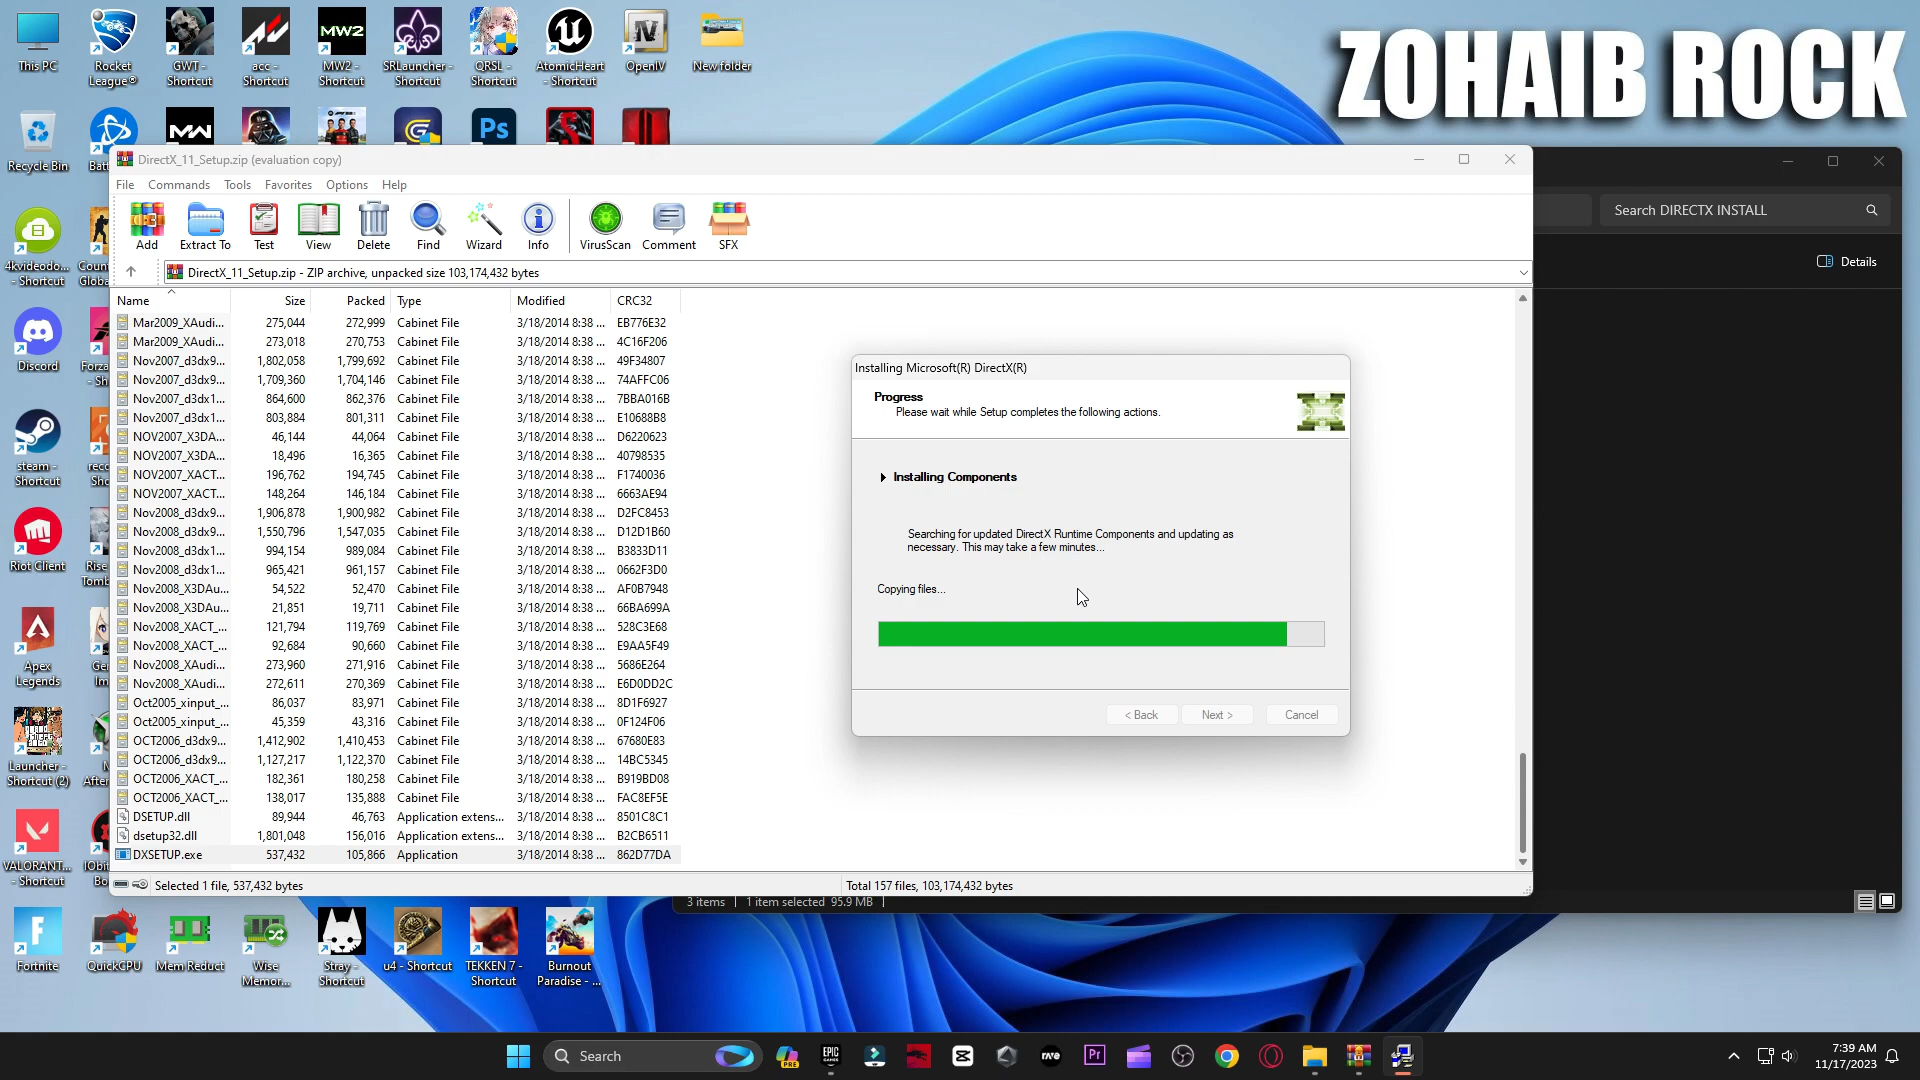 This PC
Rocket
League®
GWT -
Shortcut
acc -
Shortcut
MW2
MW2 -
Shortcut
SRLauncher -
Shortcut
QRSL -
Shortcut
AtomicHeart
- Shortcut
OpenIV
New folder
ZOHAIB ROCK
Recycle Bin
Ps
DirectX_11_Setup.zip (evaluation copy)
File Commands Tools Favorites Options Help
Add
Extract To
Test
View
Delete
Find
Wizard
Info
VirusScan
Comment
SFX
DirectX_11_Setup.zip - ZIP archive, unpacked size 103,174,432 bytes
Search DIRECTX INSTALL
Details
Name Size Packed Type Modified CRC32
Mar2009_XAudi... 275,044 272,999 Cabinet File 3/18/2014 8:38 ... EB776E32
Mar2009_XAudi... 273,018 270,753 Cabinet File 3/18/2014 8:38 ... 4C16F206
Nov2007_d3dx9... 1,802,058 1,799,692 Cabinet File 3/18/2014 8:38 ... 49F34807
Nov2007_d3dx9... 1,709,360 1,704,146 Cabinet File 3/18/2014 8:38 ... 74AFFC06
Nov2007_d3dx1... 864,600 862,376 Cabinet File 3/18/2014 8:38 ... 7BBA016B
Nov2007_d3dx1... 803,884 801,311 Cabinet File 3/18/2014 8:38 ... E10688B8
NOV2007_X3DA... 46,144 44,064 Cabinet File 3/18/2014 8:38 ... D6220623
NOV2007_X3DA... 18,496 16,365 Cabinet File 3/18/2014 8:38 ... 40798535
NOV2007_XACT... 196,762 194,745 Cabinet File 3/18/2014 8:38 ... F1740036
NOV2007_XACT... 148,264 146,184 Cabinet File 3/18/2014 8:38 ... 6663AE94
Nov2008_d3dx9... 1,906,878 1,900,982 Cabinet File 3/18/2014 8:38 ... D2FC8453
Nov2008_d3dx9... 1,550,796 1,547,035 Cabinet File 3/18/2014 8:38 ... D12D1B60
Nov2008_d3dx1... 994,154 989,084 Cabinet File 3/18/2014 8:38 ... B3833D11
Nov2008_d3dx1... 965,421 961,157 Cabinet File 3/18/2014 8:38 ... 0662F3D0
Nov2008_X3DAu... 54,522 52,470 Cabinet File 3/18/2014 8:38 ... AF0B7948
Nov2008_X3DAu... 21,851 19,711 Cabinet File 3/18/2014 8:38 ... 66BA699A
Nov2008_XACT_... 121,794 119,769 Cabinet File 3/18/2014 8:38 ... 528C3E68
Nov2008_XACT_... 92,684 90,660 Cabinet File 3/18/2014 8:38 ... E9AA5F49
Nov2008_XAudi... 273,960 271,916 Cabinet File 3/18/2014 8:38 ... 5686E264
Nov2008_XAudi... 272,611 270,369 Cabinet File 3/18/2014 8:38 ... E6D0DD2C
Oct2005_xinput_... 86,037 83,971 Cabinet File 3/18/2014 8:38 ... 8D1F6927
Oct2005_xinput_... 45,359 43,316 Cabinet File 3/18/2014 8:38 ... 0F124F06
OCT2006_d3dx9... 1,412,902 1,410,453 Cabinet File 3/18/2014 8:38 ... 67680E83
OCT2006_d3dx9... 1,127,217 1,122,370 Cabinet File 3/18/2014 8:38 ... 14BC5345
OCT2006_XACT_... 182,361 180,258 Cabinet File 3/18/2014 8:38 ... B919BD08
OCT2006_XACT_... 138,017 135,888 Cabinet File 3/18/2014 8:38 ... FAC8EF5E
DSETUP.dll 89,944 46,763 Application extens... 3/18/2014 8:38 ... 8501C8C1
dsetup32.dll 1,801,048 156,016 Application extens... 3/18/2014 8:38 ... B2CB6511
DXSETUP.exe 537,432 105,866 Application 3/18/2014 8:38 ... 862D77DA
Selected 1 file, 537,432 bytes
Total 157 files, 103,174,432 bytes
Installing Microsoft(R) DirectX(R)
Progress
Please wait while Setup completes the following actions.
Installing Components
Searching for updated DirectX Runtime Components and updating as
necessary. This may take a few minutes...
Copying files...
< Back
Next >
Cancel
3 items 1 item selected 95.9 MB
4kvideodo...
- Shortcut
Discord
steam -
Shortcut
Riot Client
Apex
Legends
Launcher -
Shortcut (2)
VALORANT...
- Shortcut
Fortnite
QuickCPU
Mem Reduct
Wise
Memor...
Stray -
Shortcut
u4 - Shortcut
TEKKEN 7 -
Shortcut
Burnout
Paradise - ...
Search
PRE
EPIC
GAMES
Pr
7:39 AM
11/17/2023